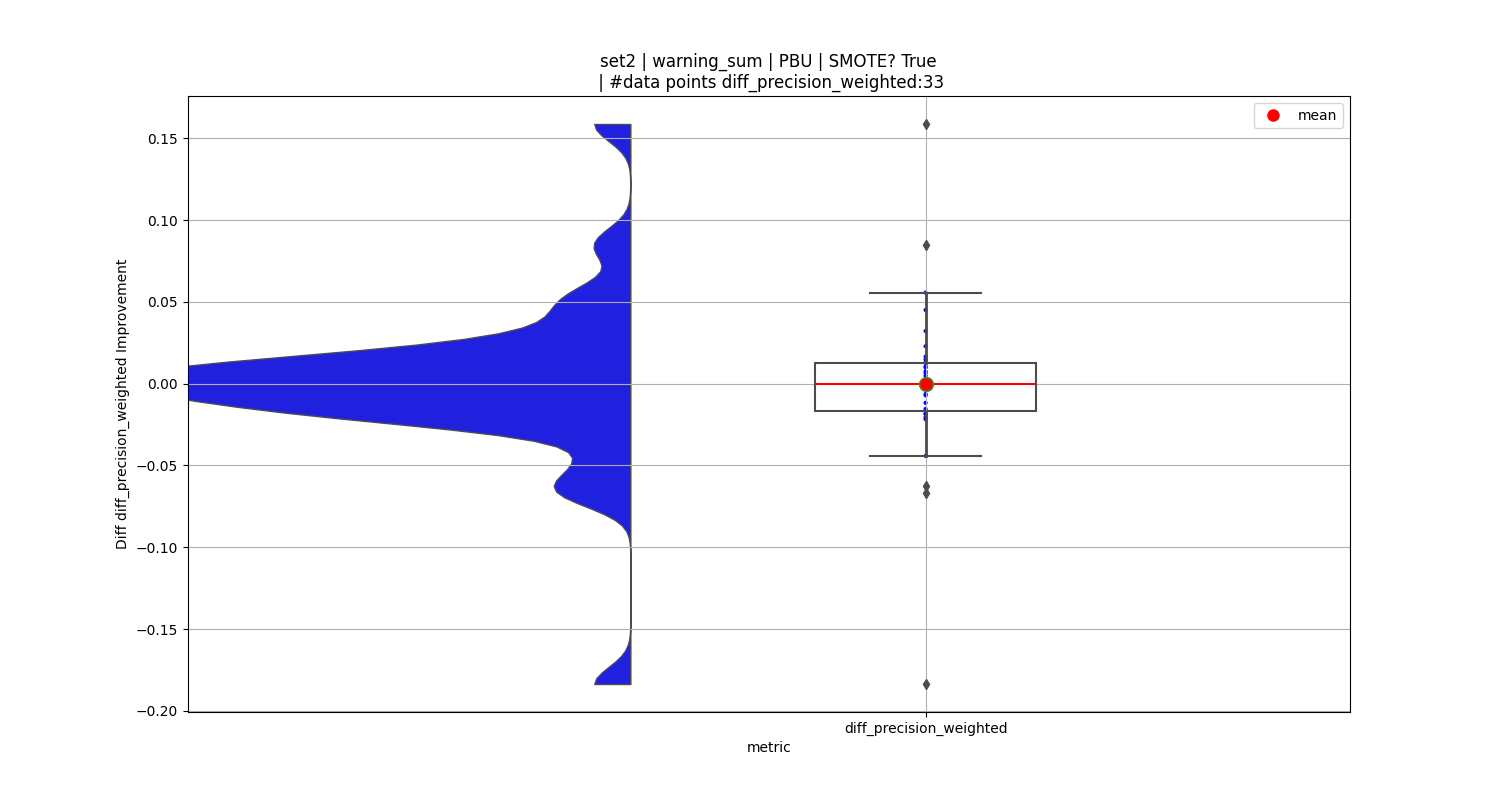 set2 | warning_sum | PBU | SMOTE? True
| #data points diff_precision_weighted:33
mean
0.15
0.10
0.05
0.00
−0.05
−0.10
−0.15
−0.20
Diff diff_precision_weighted Improvement
diff_precision_weighted
metric